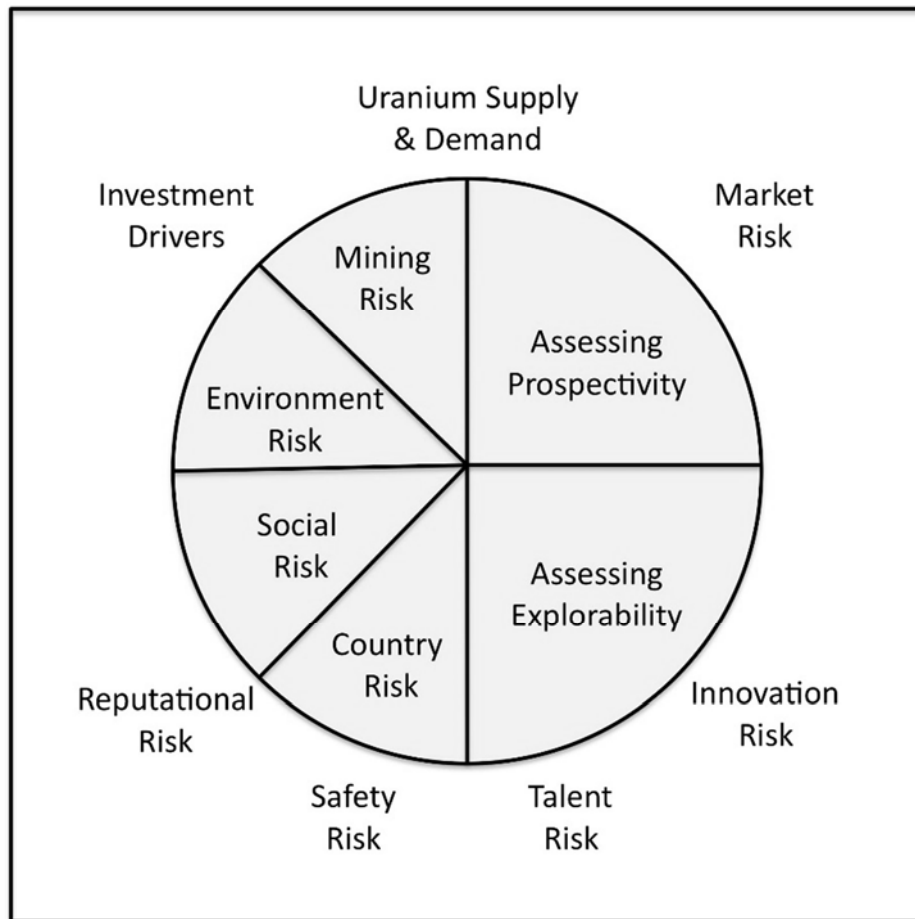 Uranium Supply
& Demand
Investment
Drivers
Market
Risk
Mining
Risk
Assessing
Prospectivity
Environment
Risk
Social
Risk
Assessing
Explorability
Country
Risk
Reputational
Risk
Innovation
Risk
Safety
Risk
Talent
Risk